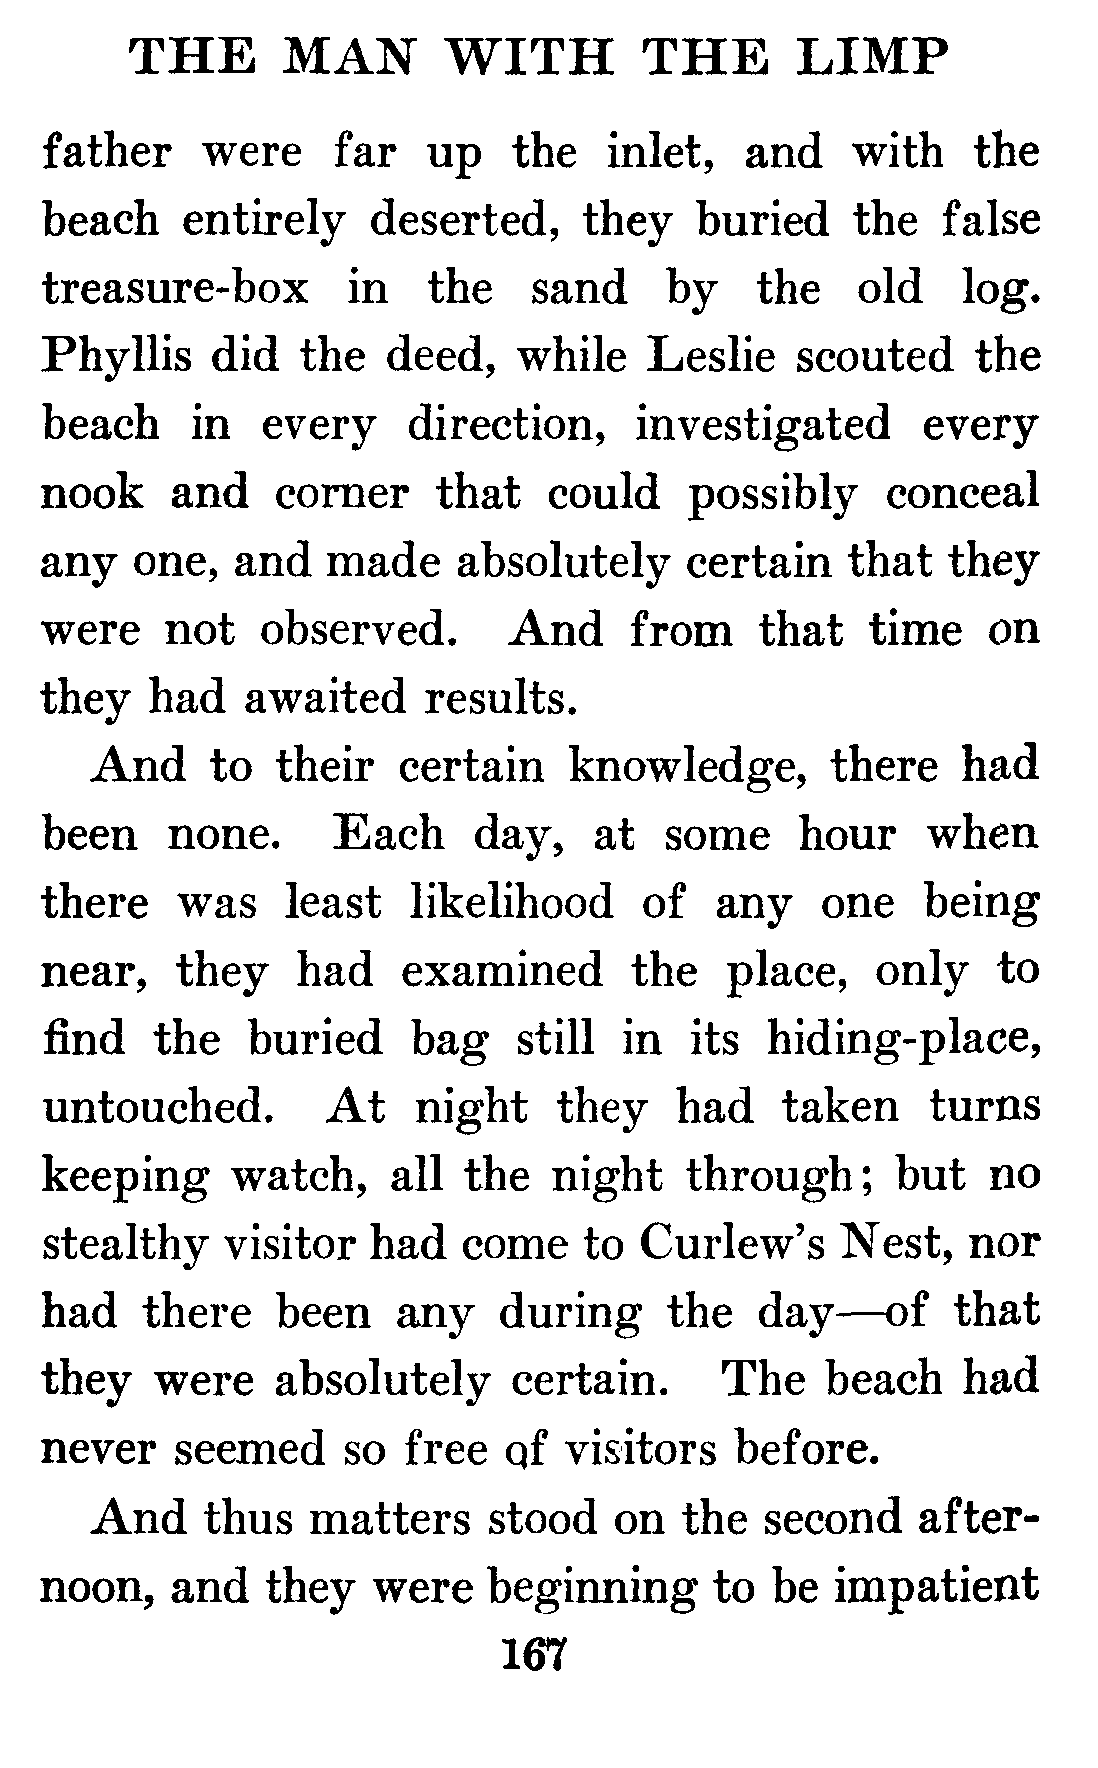 THE MAN WITH THE LIMP
father were far up the inlet, and with the
beach entirely deserted, they buried the false
treasure-box in the sand by the old log.
Phyllis did the deed, while Leslie scouted the
beach in every direction, investigated every
nook and corner that could possibly conceal
any one, and made absolutely certain that they
were not observed. And from that time on
they had awaited results.
And to their certain knowledge, there had
been none. Each day, at some hour when
there was least likelihood of any one being
near, they had examined the place, only to
find the buried bag still in its hiding-place,
untouched. At night they had taken turns
keeping watch, all the night through; but no
stealthy visitor had come to Curlew's Nest, nor
had there been any during the day—of that
they were absolutely certain. The beach had
never seemed so free of visitors before.
And thus matters stood on the second after-
noon, and they were beginning to be impatient
167